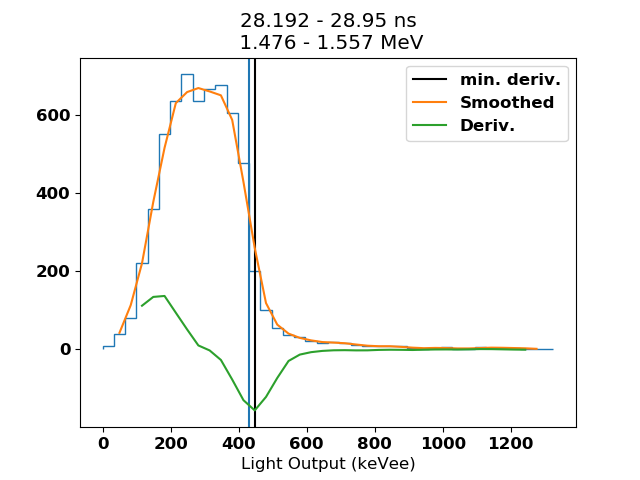 28.192 - 28.95 ns
1.476 - 1.557 MeV
min. deriv.
Smoothed
Deriv.
600
400
200
0
0 200 400 600 800 1000 1200
Light Output (keVee)